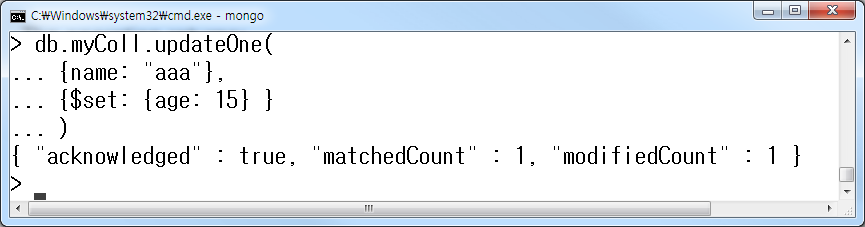 C:₩Windows₩system32₩cmd.exe - mongo
> db.myColl.updateOne(
... {name: "aaa"},
... {$set: {age: 15} }
... )
{ "acknowledged" : true, "matchedCount" : 1, "modifiedCount" : 1 }
>